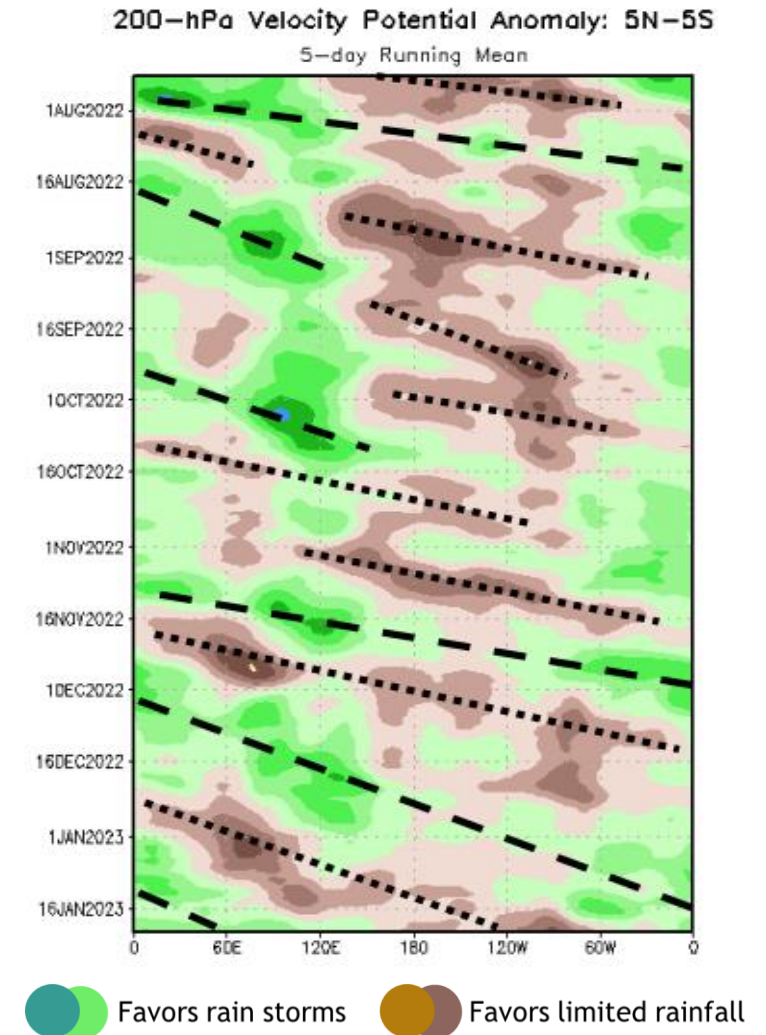 200-hPa Velocity Potential Anomaly: 5N-5S
5-day Running Mean
1AUG2022
16AUG2022
1SEP2022
16SEP2022
1OCT2022
16OCT2022
1NOV2022
16NOV2022
1DEC2022
16DEC2022
1JAN2023
16JAN2023
0 60E 120E 180 120W 60W 0
Favors rain storms Favors limited rainfall